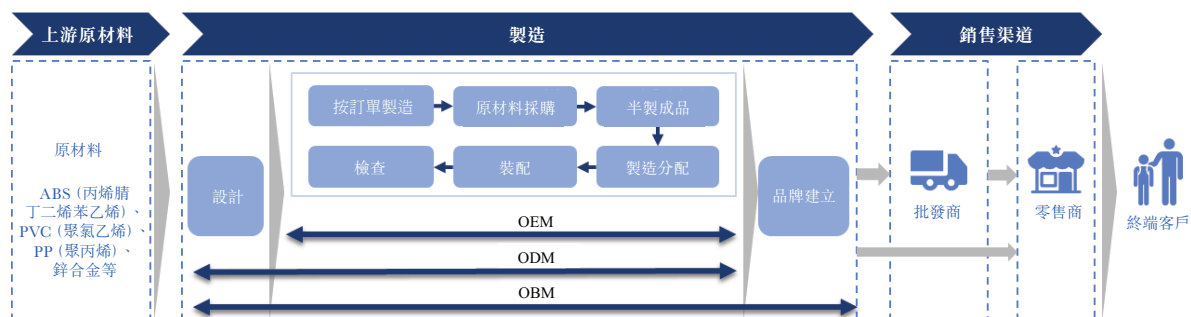 上游原材料
製造
銷售渠道
原材料
ABS (丙烯腈
丁二烯苯乙烯)、
PVC (聚氯乙烯)、
PP (聚丙烯)、
鋅合金等
設計
按訂單製造
原材料採購
半製成品
檢查
裝配
製造分配
品牌建立
OEM
ODM
OBM
批發商
零售商
終端客戶